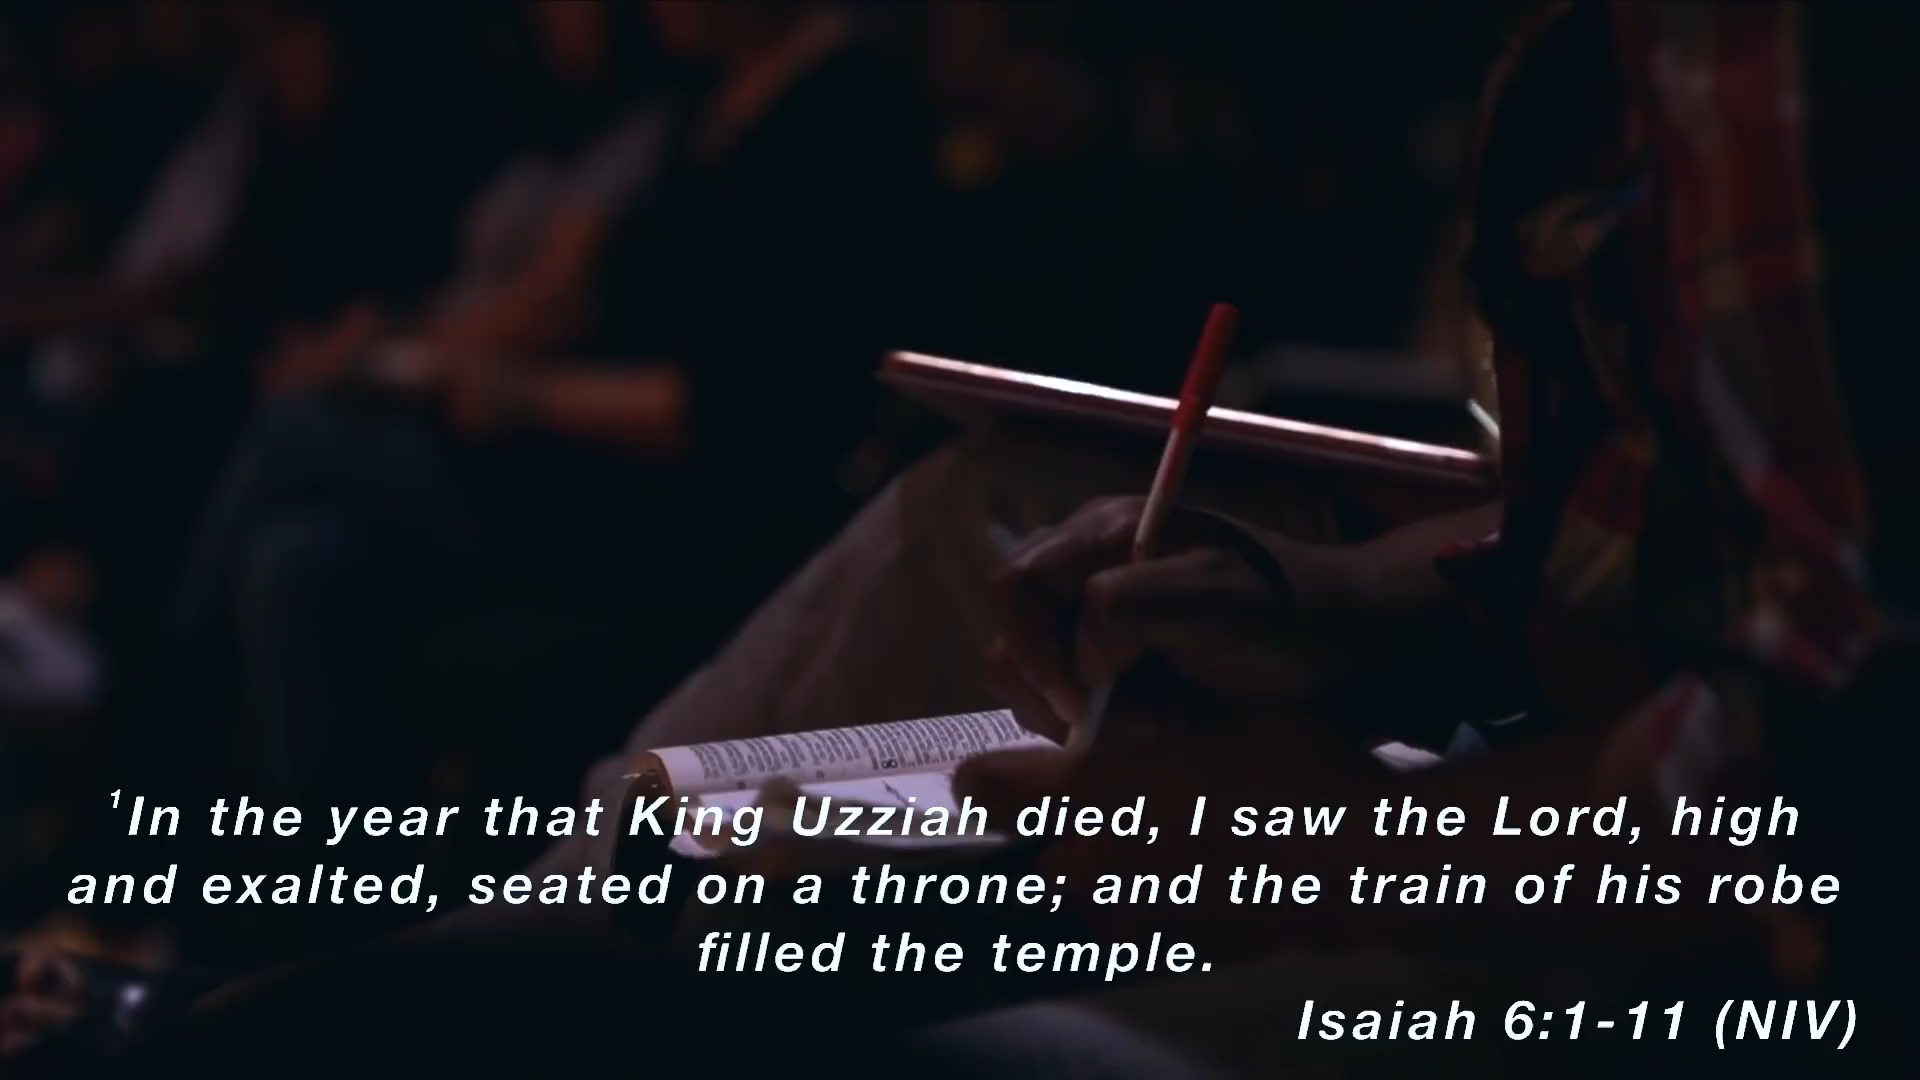 ¹In the year that King Uzziah died, I saw the Lord, high
and exalted, seated on a throne; and the train of his robe
filled the temple.
Isaiah 6:1-11 (NIV)